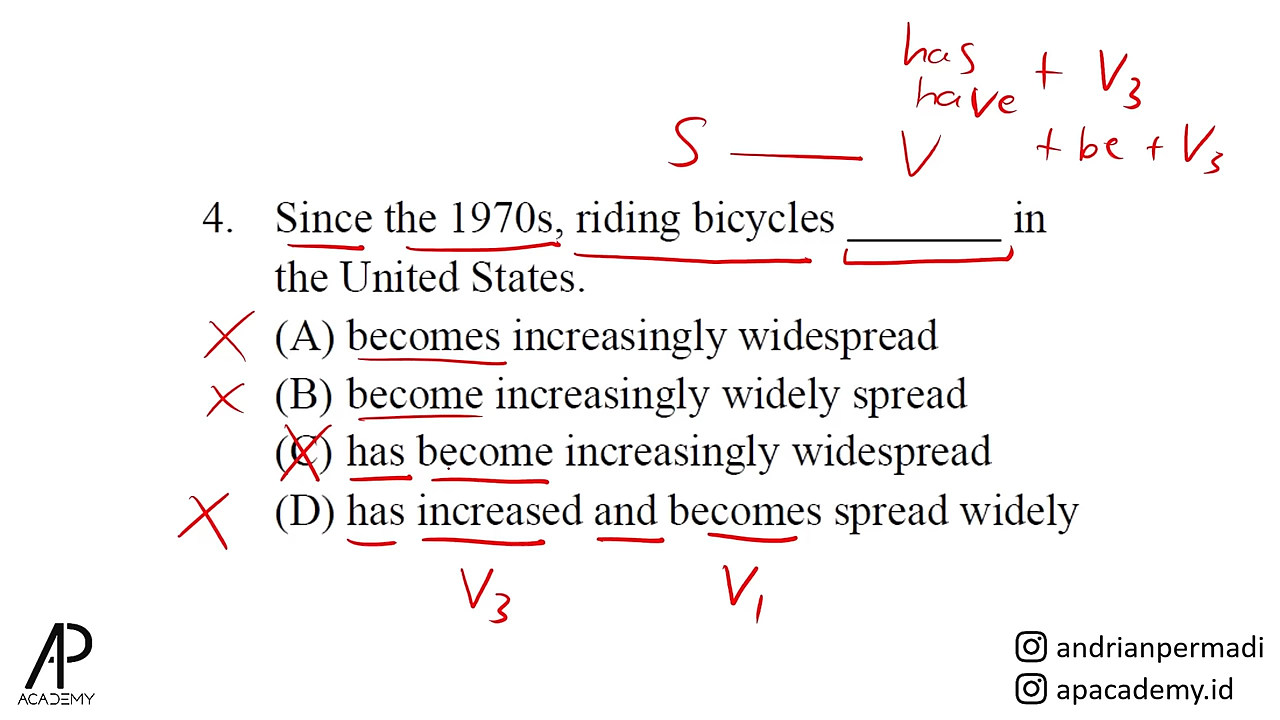 has + V3
have
S V + be + V3
4. Since the 1970s, riding bicycles ________ in
the United States.
(A) becomes increasingly widespread
(B) become increasingly widely spread
(C) has become increasingly widespread
(D) has increased and becomes spread widely
V3 V1
AP
ACADEMY
andrianpermadi
apacademy.id